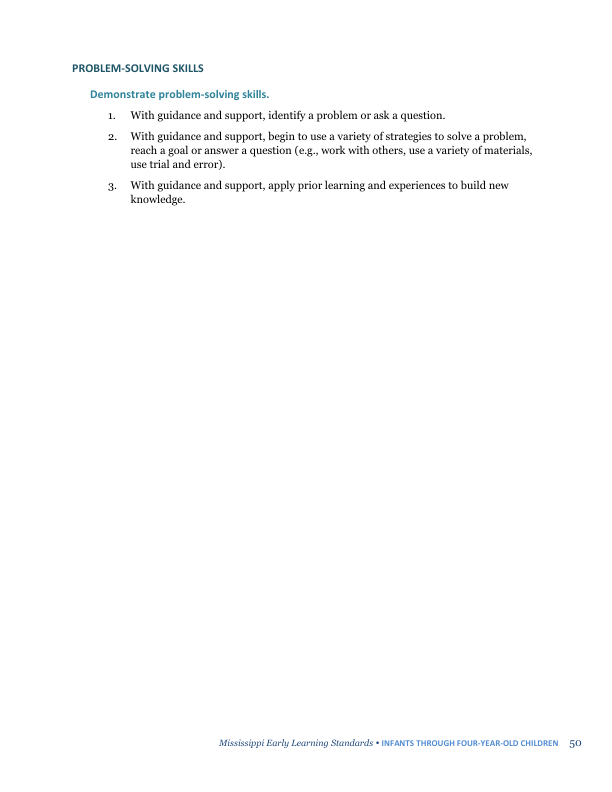 PROBLEM-SOLVING SKILLS
Demonstrate problem-solving skills.
1. With guidance and support, identify a problem or ask a question.
2. With guidance and support, begin to use a variety of strategies to solve a problem,
reach a goal or answer a question (e.g., work with others, use a variety of materials,
use trial and error).
3. With guidance and support, apply prior learning and experiences to build new
knowledge.
Mississippi Early Learning Standards • INFANTS THROUGH FOUR-YEAR-OLD CHILDREN 50